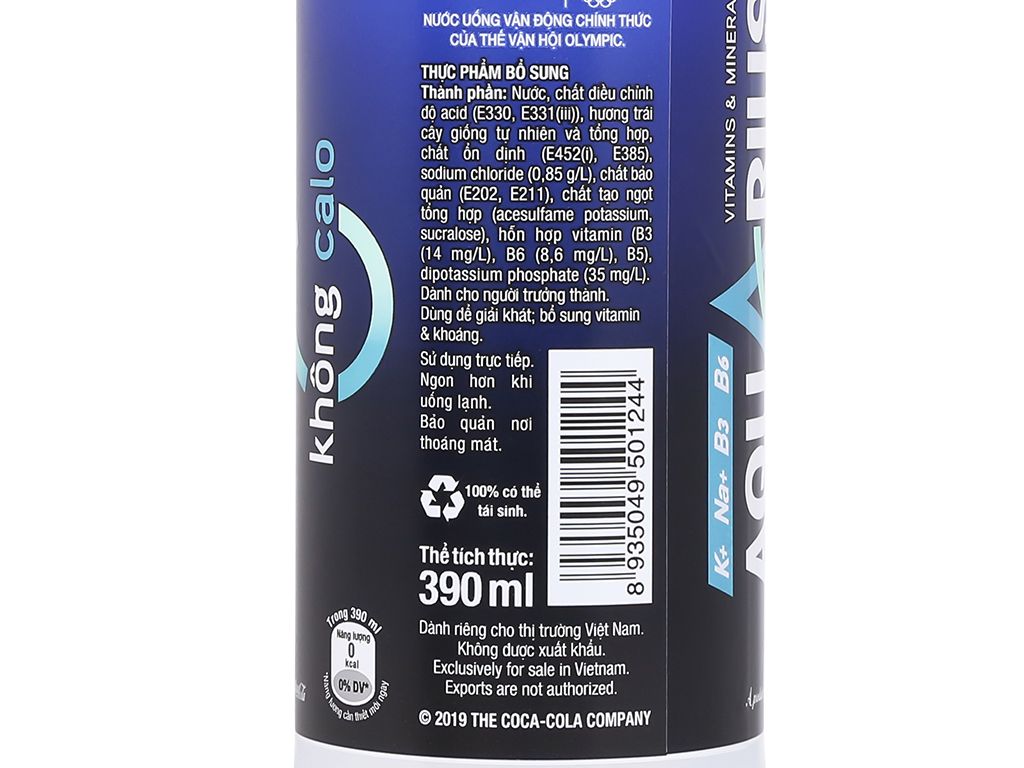 NƯỚC UỐNG VẬN ĐỘNG CHÍNH THỨC
CỦA THẾ VẬN HỘI OLYMPIC.
THỰC PHẨM BỔ SUNG
Thành phần: Nước, chất điều chỉnh
độ acid (E330, E331(iii)), hương trái
cây giống tự nhiên và tổng hợp,
chất ổn định (E452(i), E385),
sodium chloride (0,85 g/L), chất bảo
quản (E202, E211), chất tạo ngọt
tổng hợp (acesulfame potassium,
sucralose), hỗn hợp vitamin (B3
(14 mg/L), B6 (8,6 mg/L), B5),
dipotassium phosphate (35 mg/L).
Dành cho người trưởng thành.
Dùng để giải khát; bổ sung vitamin
& khoáng.
Sử dụng trực tiếp.
Ngon hơn khi
uống lạnh.
Bảo quản nơi
thoáng mát.
100% có thể
tái sinh.
Thể tích thực:
390 ml
8 935049 501244
Dành riêng cho thị trường Việt Nam.
Không được xuất khẩu.
Exclusively for sale in Vietnam.
Exports are not authorized.
© 2019 THE COCA-COLA COMPANY
không calo
Trong 390 ml
Năng lượng
0
kcal
0% DV*
*Năng lượng cần thiết mỗi ngày
VITAMINS & MINERA
K+ Na+ B3 B6